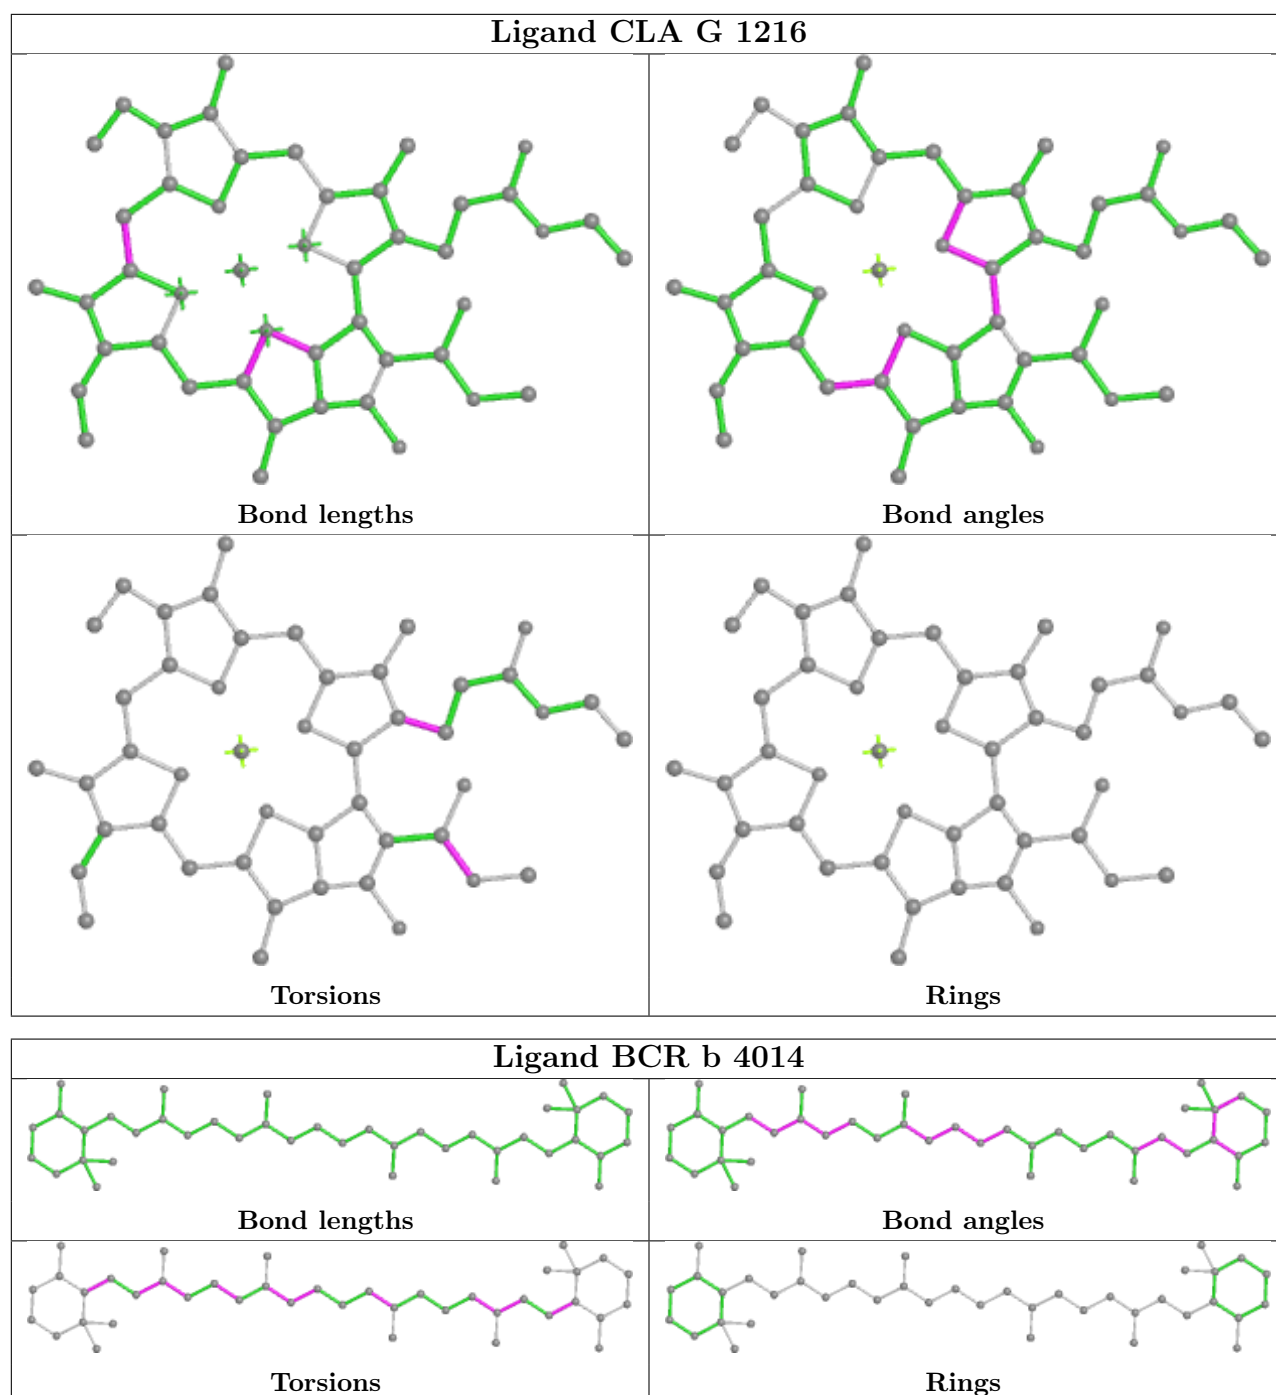 Ligand CLA G 1216
Bond lengths
Bond angles
Torsions
Rings
Ligand BCR b 4014
Bond lengths
Bond angles
Torsions
Rings